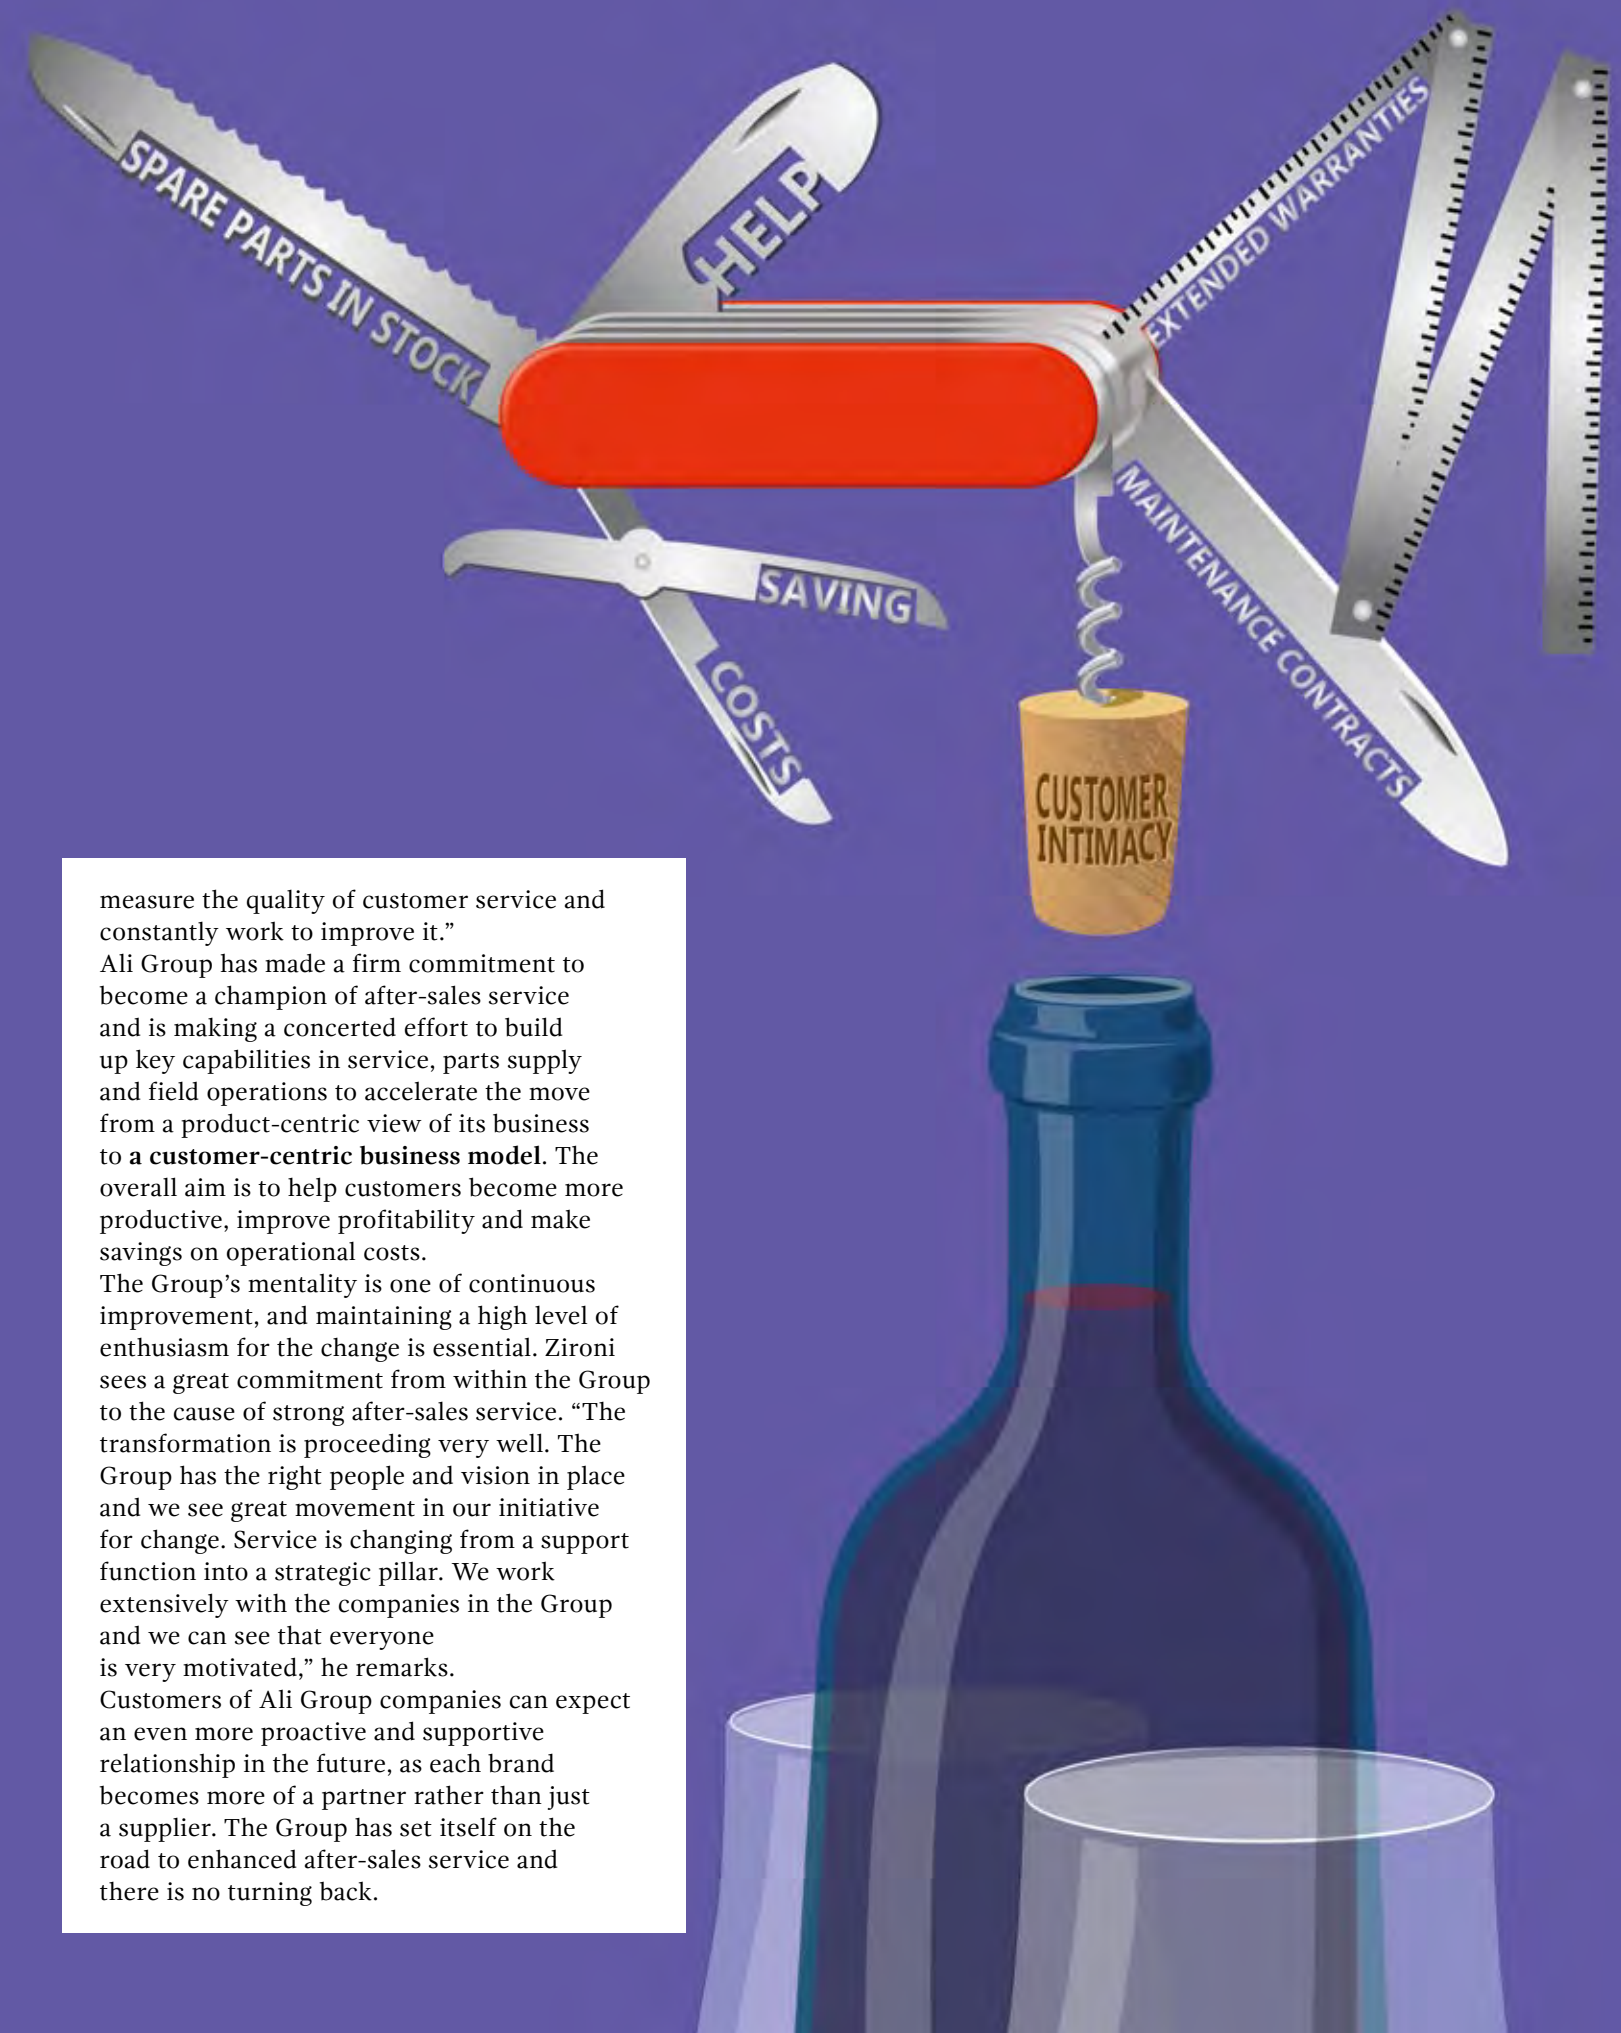 SPARE PARTS IN STOCK
HELP
EXTENDED WARRANTIES
SAVING
COSTS
MAINTENANCE CONTRACTS
CUSTOMER
INTIMACY
measure the quality of customer service and
constantly work to improve it.”
Ali Group has made a firm commitment to
become a champion of after-sales service
and is making a concerted effort to build
up key capabilities in service, parts supply
and field operations to accelerate the move
from a product-centric view of its business
to a customer-centric business model. The
overall aim is to help customers become more
productive, improve profitability and make
savings on operational costs.
The Group’s mentality is one of continuous
improvement, and maintaining a high level of
enthusiasm for the change is essential. Zironi
sees a great commitment from within the Group
to the cause of strong after-sales service. “The
transformation is proceeding very well. The
Group has the right people and vision in place
and we see great movement in our initiative
for change. Service is changing from a support
function into a strategic pillar. We work
extensively with the companies in the Group
and we can see that everyone
is very motivated,” he remarks.
Customers of Ali Group companies can expect
an even more proactive and supportive
relationship in the future, as each brand
becomes more of a partner rather than just
a supplier. The Group has set itself on the
road to enhanced after-sales service and
there is no turning back.